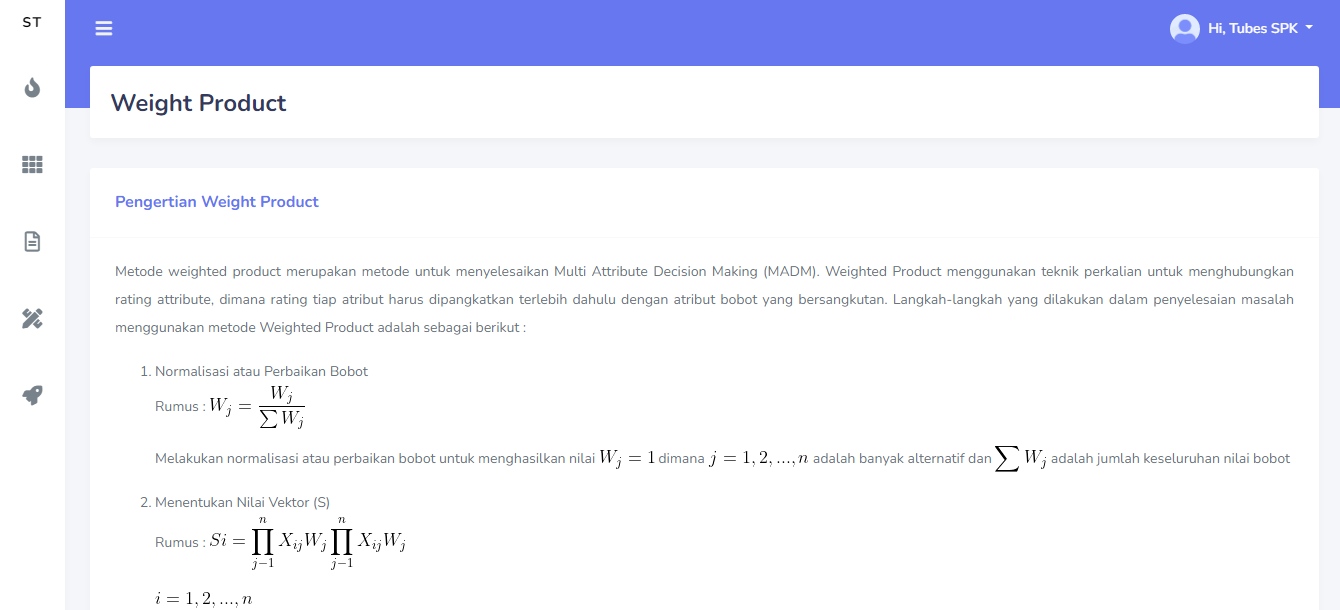 ST
Hi, Tubes SPK
Weight Product
Pengertian Weight Product
Metode weighted product merupakan metode untuk menyelesaikan Multi Attribute Decision Making (MADM). Weighted Product menggunakan teknik perkalian untuk menghubungkan
rating attribute, dimana rating tiap atribut harus dipangkatkan terlebih dahulu dengan atribut bobot yang bersangkutan. Langkah-langkah yang dilakukan dalam penyelesaian masalah
menggunakan metode Weighted Product adalah sebagai berikut :
1. Normalisasi atau Perbaikan Bobot
Rumus : $W_j = \frac{W_j}{\sum W_j}$
Melakukan normalisasi atau perbaikan bobot untuk menghasilkan nilai $W_j = 1$ dimana $j = 1, 2, ..., n$ adalah banyak alternatif dan $\sum W_j$ adalah jumlah keseluruhan nilai bobot
2. Menentukan Nilai Vektor (S)
Rumus : $Si = \prod_{j-1}^{n} X_{ij} W_j \prod_{j-1}^{n} X_{ij} W_j$
$i = 1, 2, ..., n$